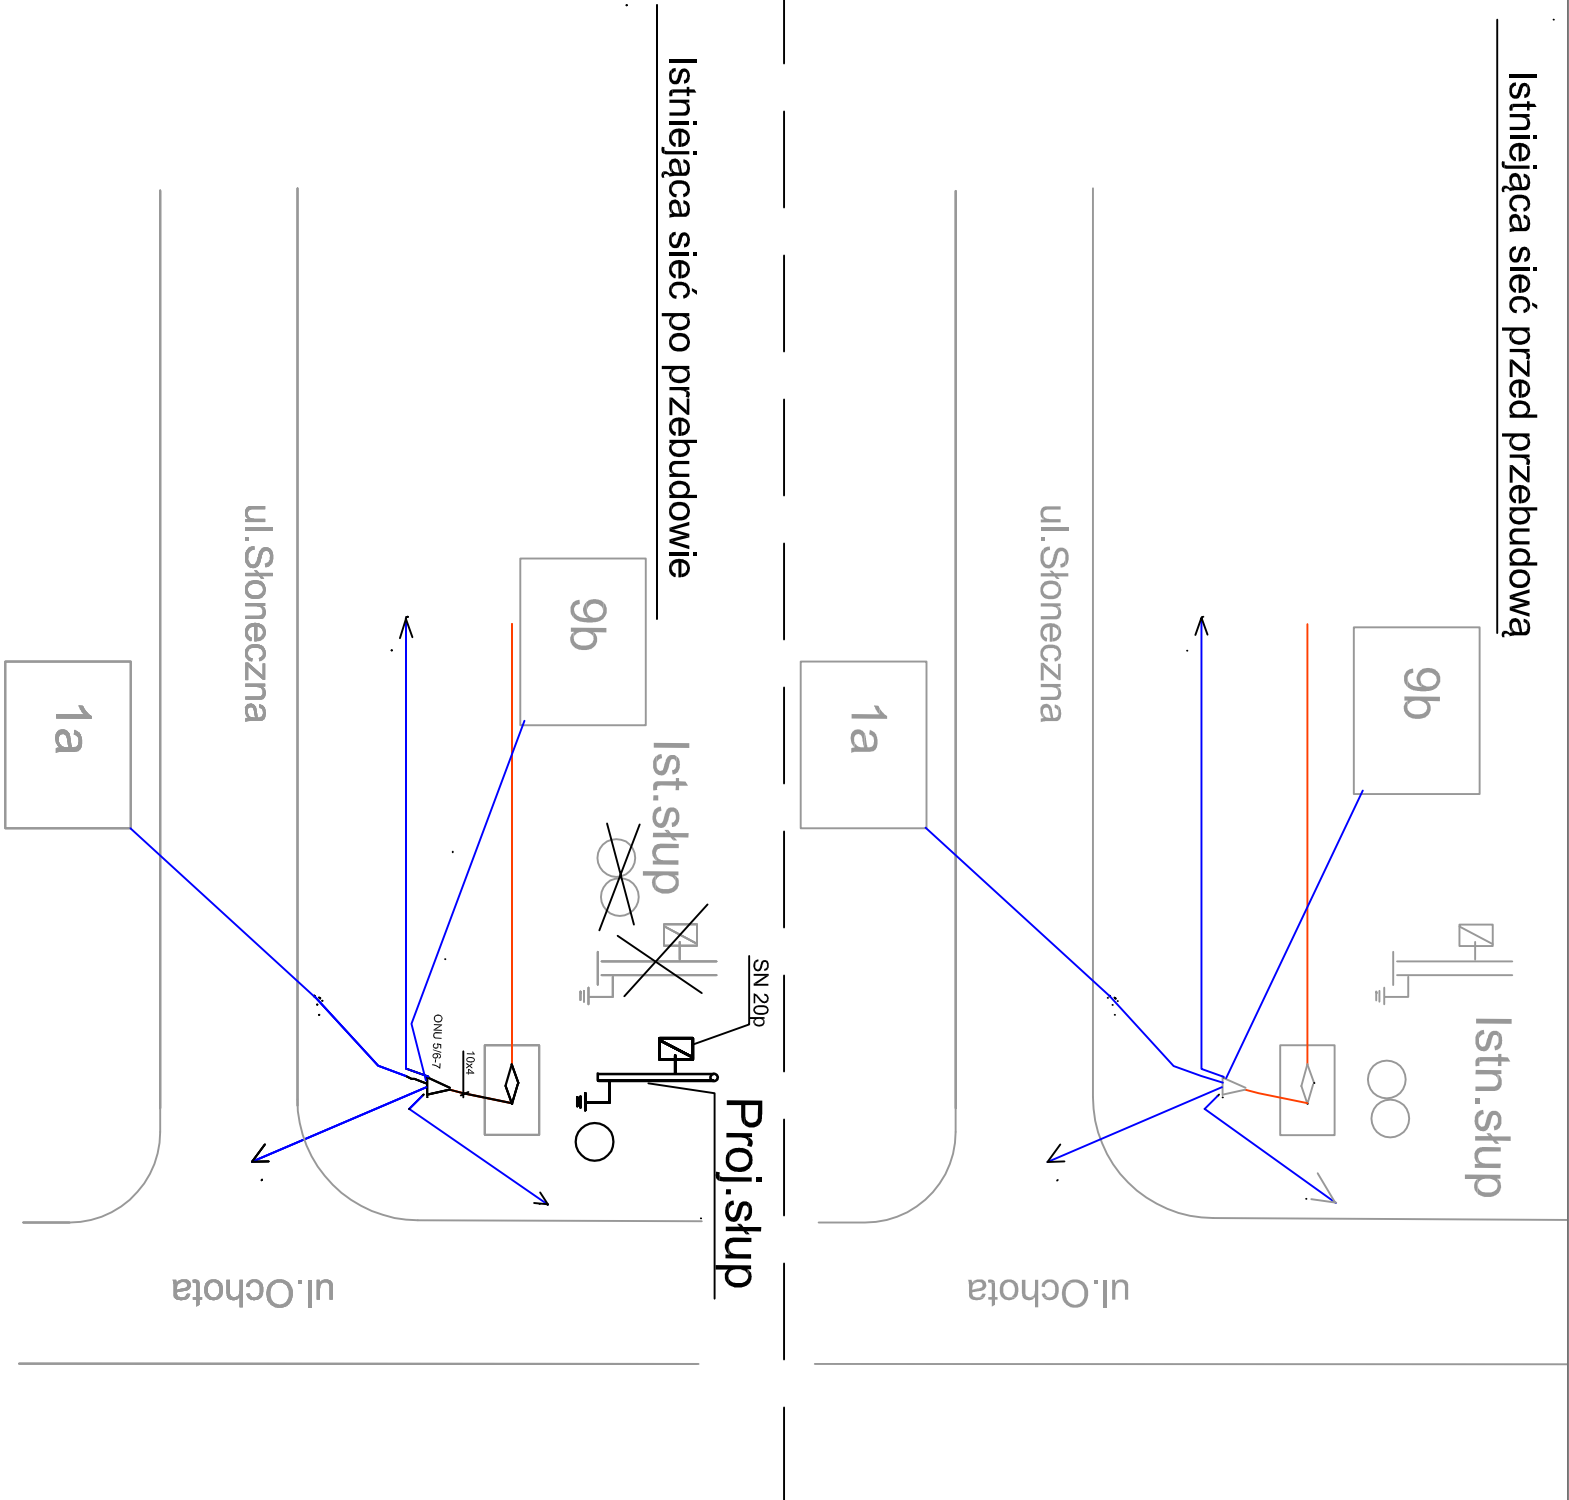 Istniejąca sieć przed przebudową
ul.Słoneczna
9b
1a
Istn.słup
ul.Ochota
Istniejąca sieć po przebudowie
ul.Słoneczna
9b
1a
Ist.słup
SN 20p
ONU 5/6-7
10x4
Proj.słup
ul.Ochota